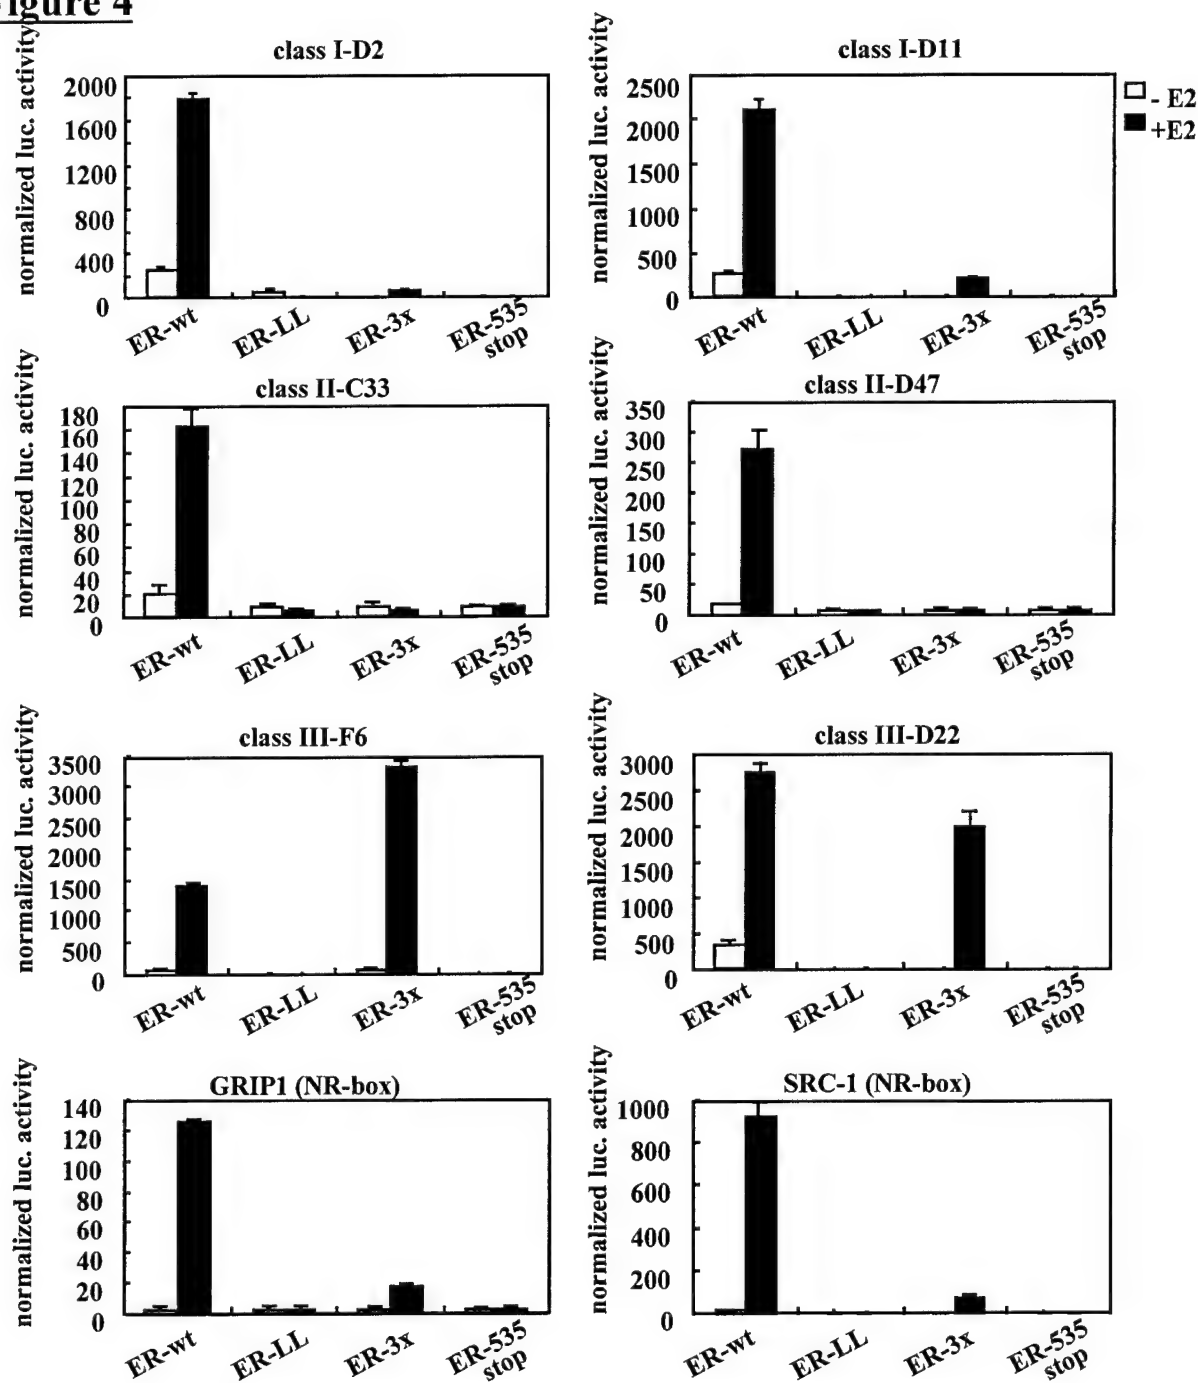 Figure 4
class I-D2
normalized luc. activity
2000
1600
1200
800
400
0
ER-wt
ER-LL
ER-3x
ER-535
stop
class I-D11
normalized luc. activity
2500
2000
1500
1000
500
0
ER-wt
ER-LL
ER-3x
ER-535
stop
- E2
+E2
class II-C33
normalized luc. activity
180
160
140
120
100
80
60
40
20
0
ER-wt
ER-LL
ER-3x
ER-535
stop
class II-D47
normalized luc. activity
350
300
250
200
150
100
50
0
ER-wt
ER-LL
ER-3x
ER-535
stop
class III-F6
normalized luc. activity
3500
3000
2500
2000
1500
1000
500
0
ER-wt
ER-LL
ER-3x
ER-535
stop
class III-D22
normalized luc. activity
3000
2500
2000
1500
1000
500
0
ER-wt
ER-LL
ER-3x
ER-535
stop
GRIP1 (NR-box)
normalized luc. activity
140
120
100
80
60
40
20
0
ER-wt
ER-LL
ER-3x
ER-535
stop
SRC-1 (NR-box)
normalized luc. activity
1000
800
600
400
200
0
ER-wt
ER-LL
ER-3x
ER-535
stop